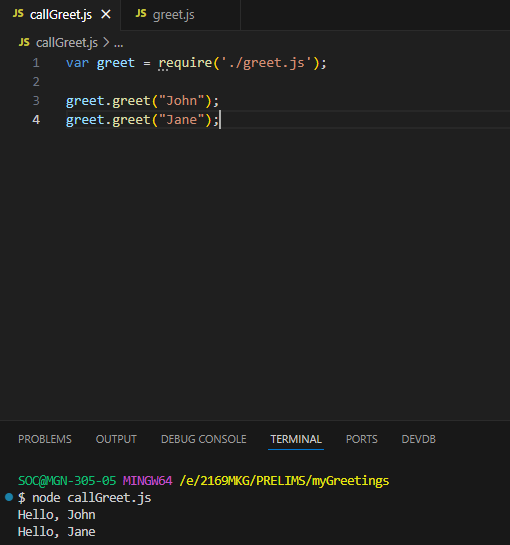 JS callGreet.js JS greet.js
JS callGreet.js > ...
1 var greet = require('./greet.js');
2
3 greet.greet("John");
4 greet.greet("Jane");
PROBLEMS OUTPUT DEBUG CONSOLE TERMINAL PORTS DEVDB
SOC@MGN-305-05 MINGW64 /e/2169MKG/PRELIMS/myGreetings
$ node callGreet.js
Hello, John
Hello, Jane